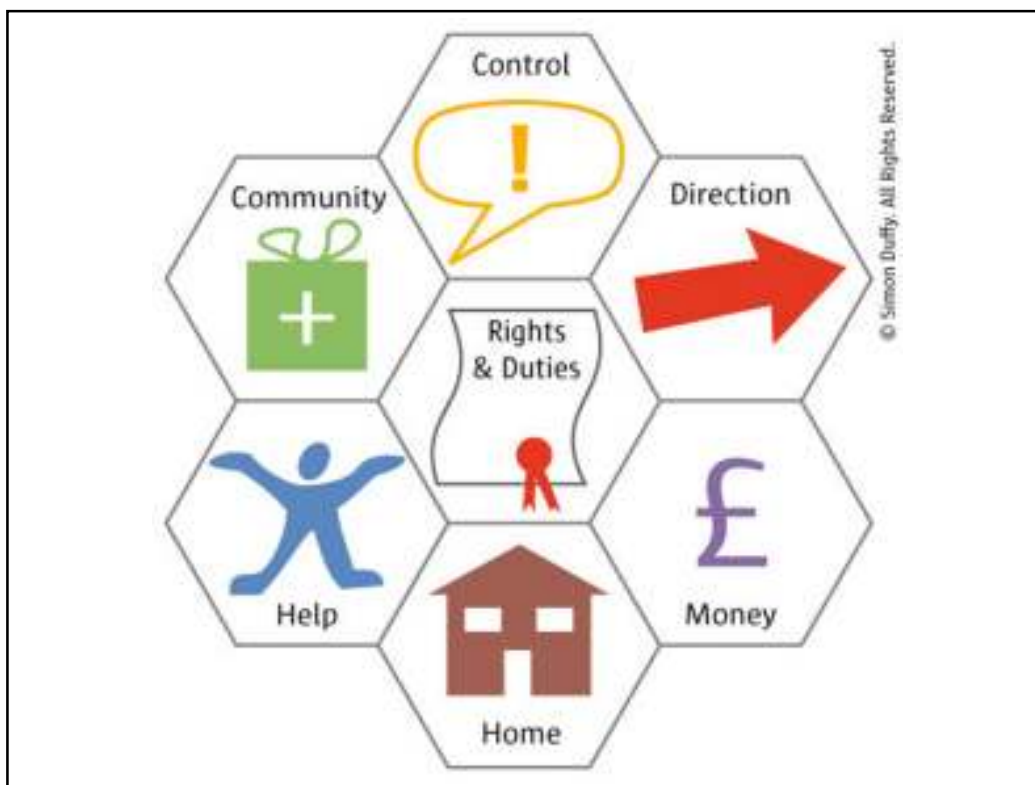 Control
!
Community
Direction
+
Rights
& Duties
£
Help
Money
Home
© Simon Duffy. All Rights Reserved.